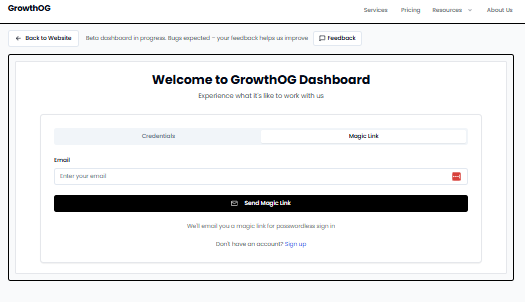 GrowthOG
Services Pricing Resources About Us
Back to Website Beta dashboard in progress. Bugs expected - your feedback helps us improve Feedback
Welcome to GrowthOG Dashboard
Experience what it's like to work with us
Credentials Magic Link
Email
Enter your email
Send Magic Link
We'll email you a magic link for passwordless sign in
Don't have an account? Sign up